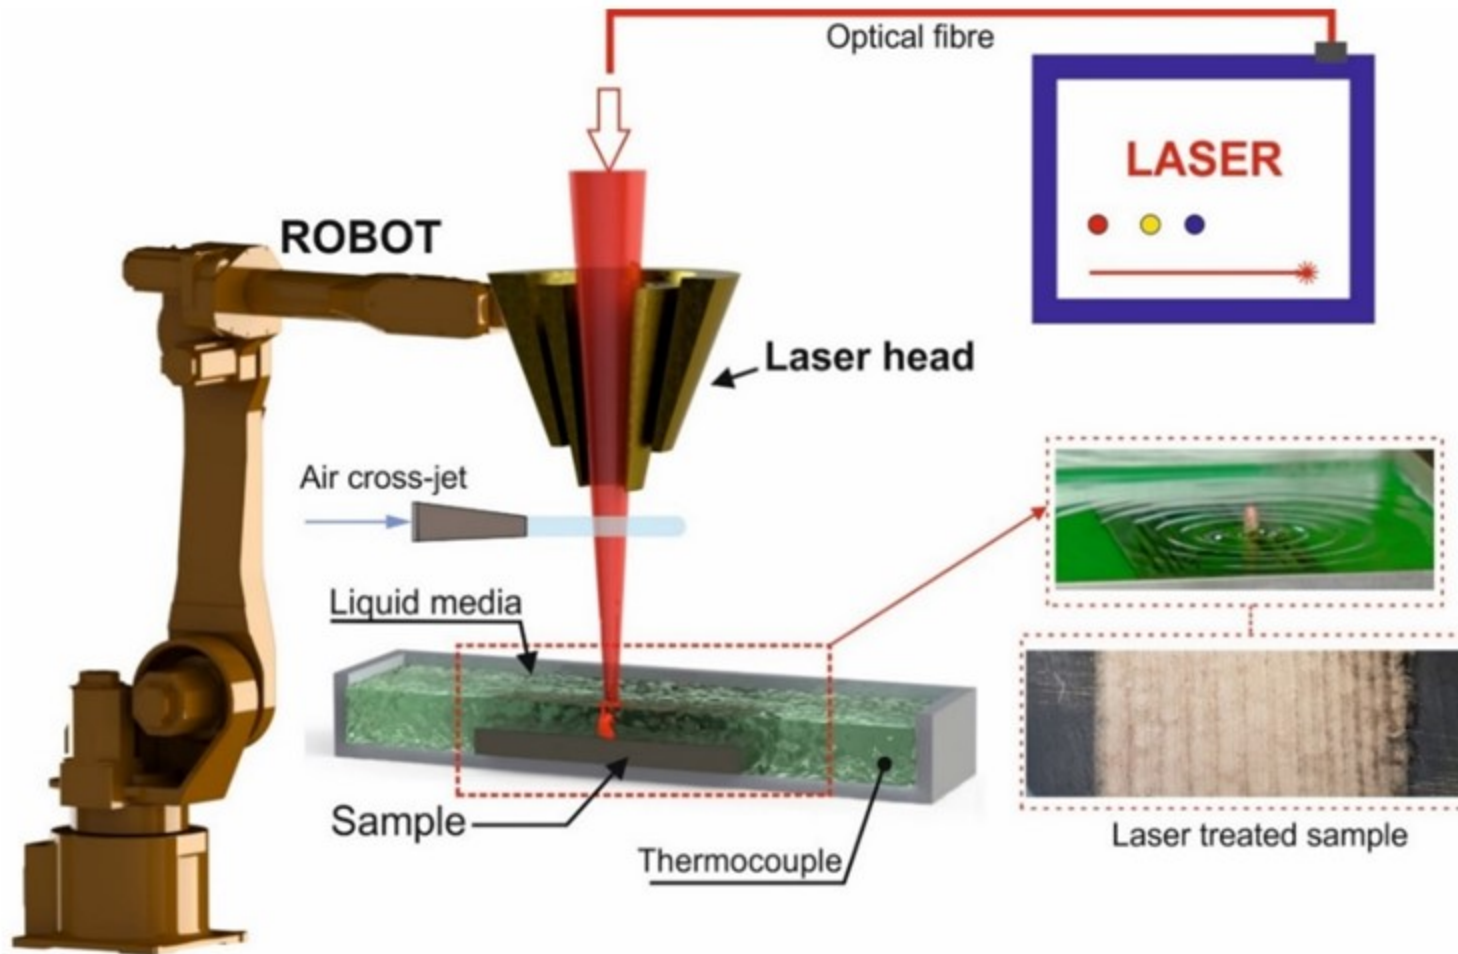 Optical fibre
LASER
ROBOT
Laser head
Air cross-jet
Liquid media
Sample
Thermocouple
Laser treated sample